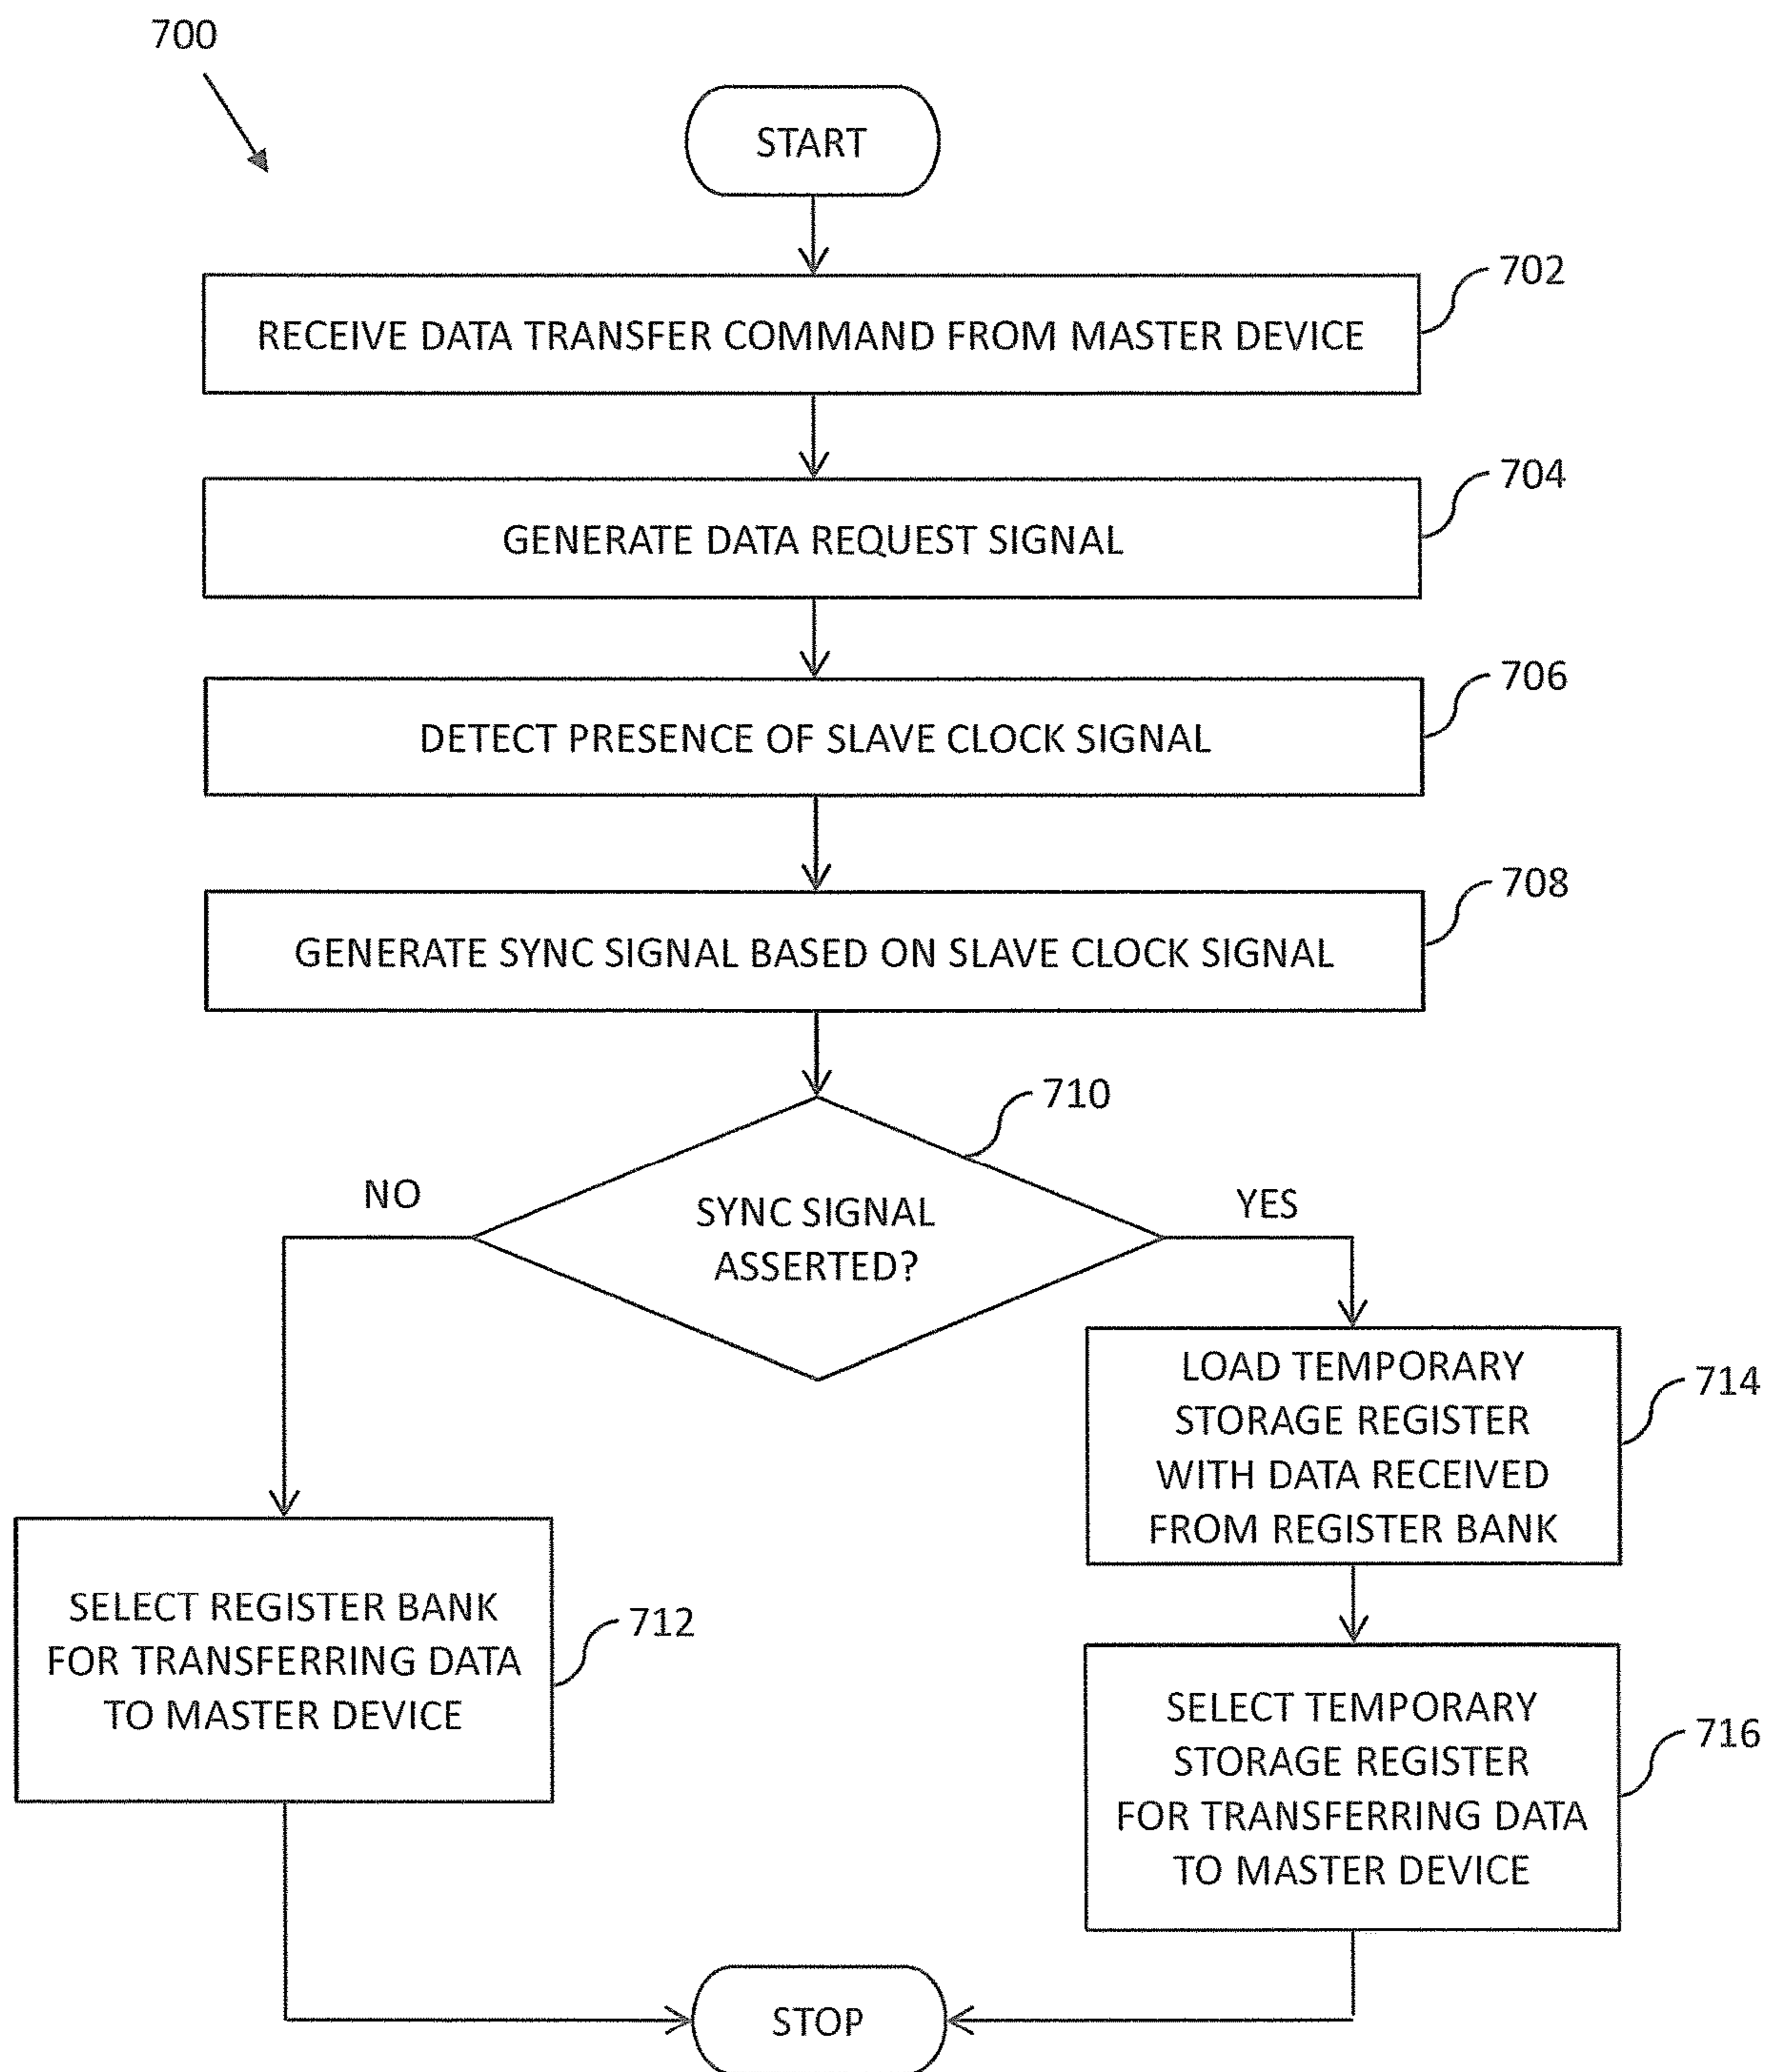 700
START
702
RECEIVE DATA TRANSFER COMMAND FROM MASTER DEVICE
704
GENERATE DATA REQUEST SIGNAL
706
DETECT PRESENCE OF SLAVE CLOCK SIGNAL
708
GENERATE SYNC SIGNAL BASED ON SLAVE CLOCK SIGNAL
710
NO
SYNC SIGNAL
ASSERTED?
YES
LOAD TEMPORARY
STORAGE REGISTER
WITH DATA RECEIVED
FROM REGISTER BANK
714
SELECT REGISTER BANK
FOR TRANSFERRING DATA
TO MASTER DEVICE
712
SELECT TEMPORARY
STORAGE REGISTER
FOR TRANSFERRING DATA
TO MASTER DEVICE
716
STOP